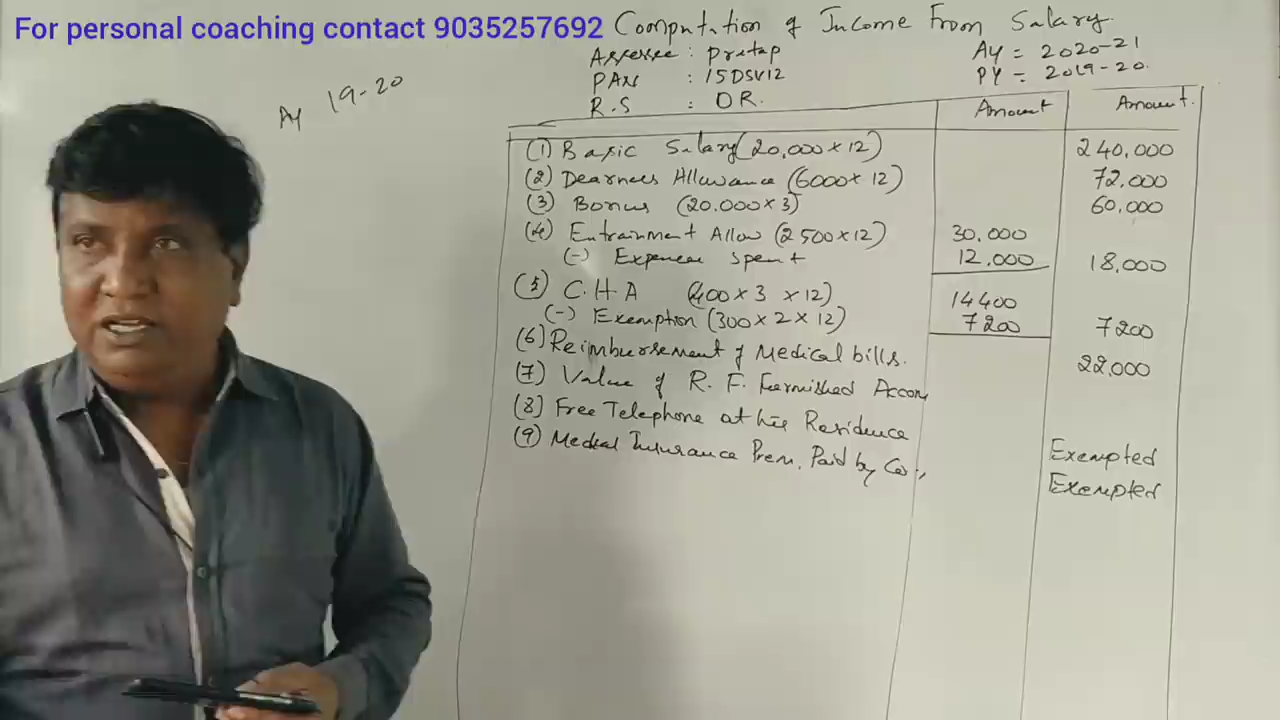 For personal coaching contact 9035257692
Computation of Income From Salary.
Assessee : Pretap
AY = 2020-21
PAN : 15DSV12
PY = 2019-20.
R.S : OR.
AY 19-20
Amount Amount.
(1) Basic Salary (20,000 x 12) 240,000
(2) Dearness Allowance (6000 x 12) 72,000
(3) Bonus (20.000 x 3) 60,000
(4) Entrainment Allow (2500 x 12) 30,000
(-) Expenses Spent 12,000 18,000
(5) C.H.A (400 x 3 x 12) 14400
(-) Exemption (300 x 2 x 12) 7200 7200
(6) Reimbursement of Medical bills. 22,000
(7) Value of R. F. Furnished Accom
(8) Free Telephone at his Residence Exempted
(9) Medical Insurance Prem. Paid by Co., Exempted